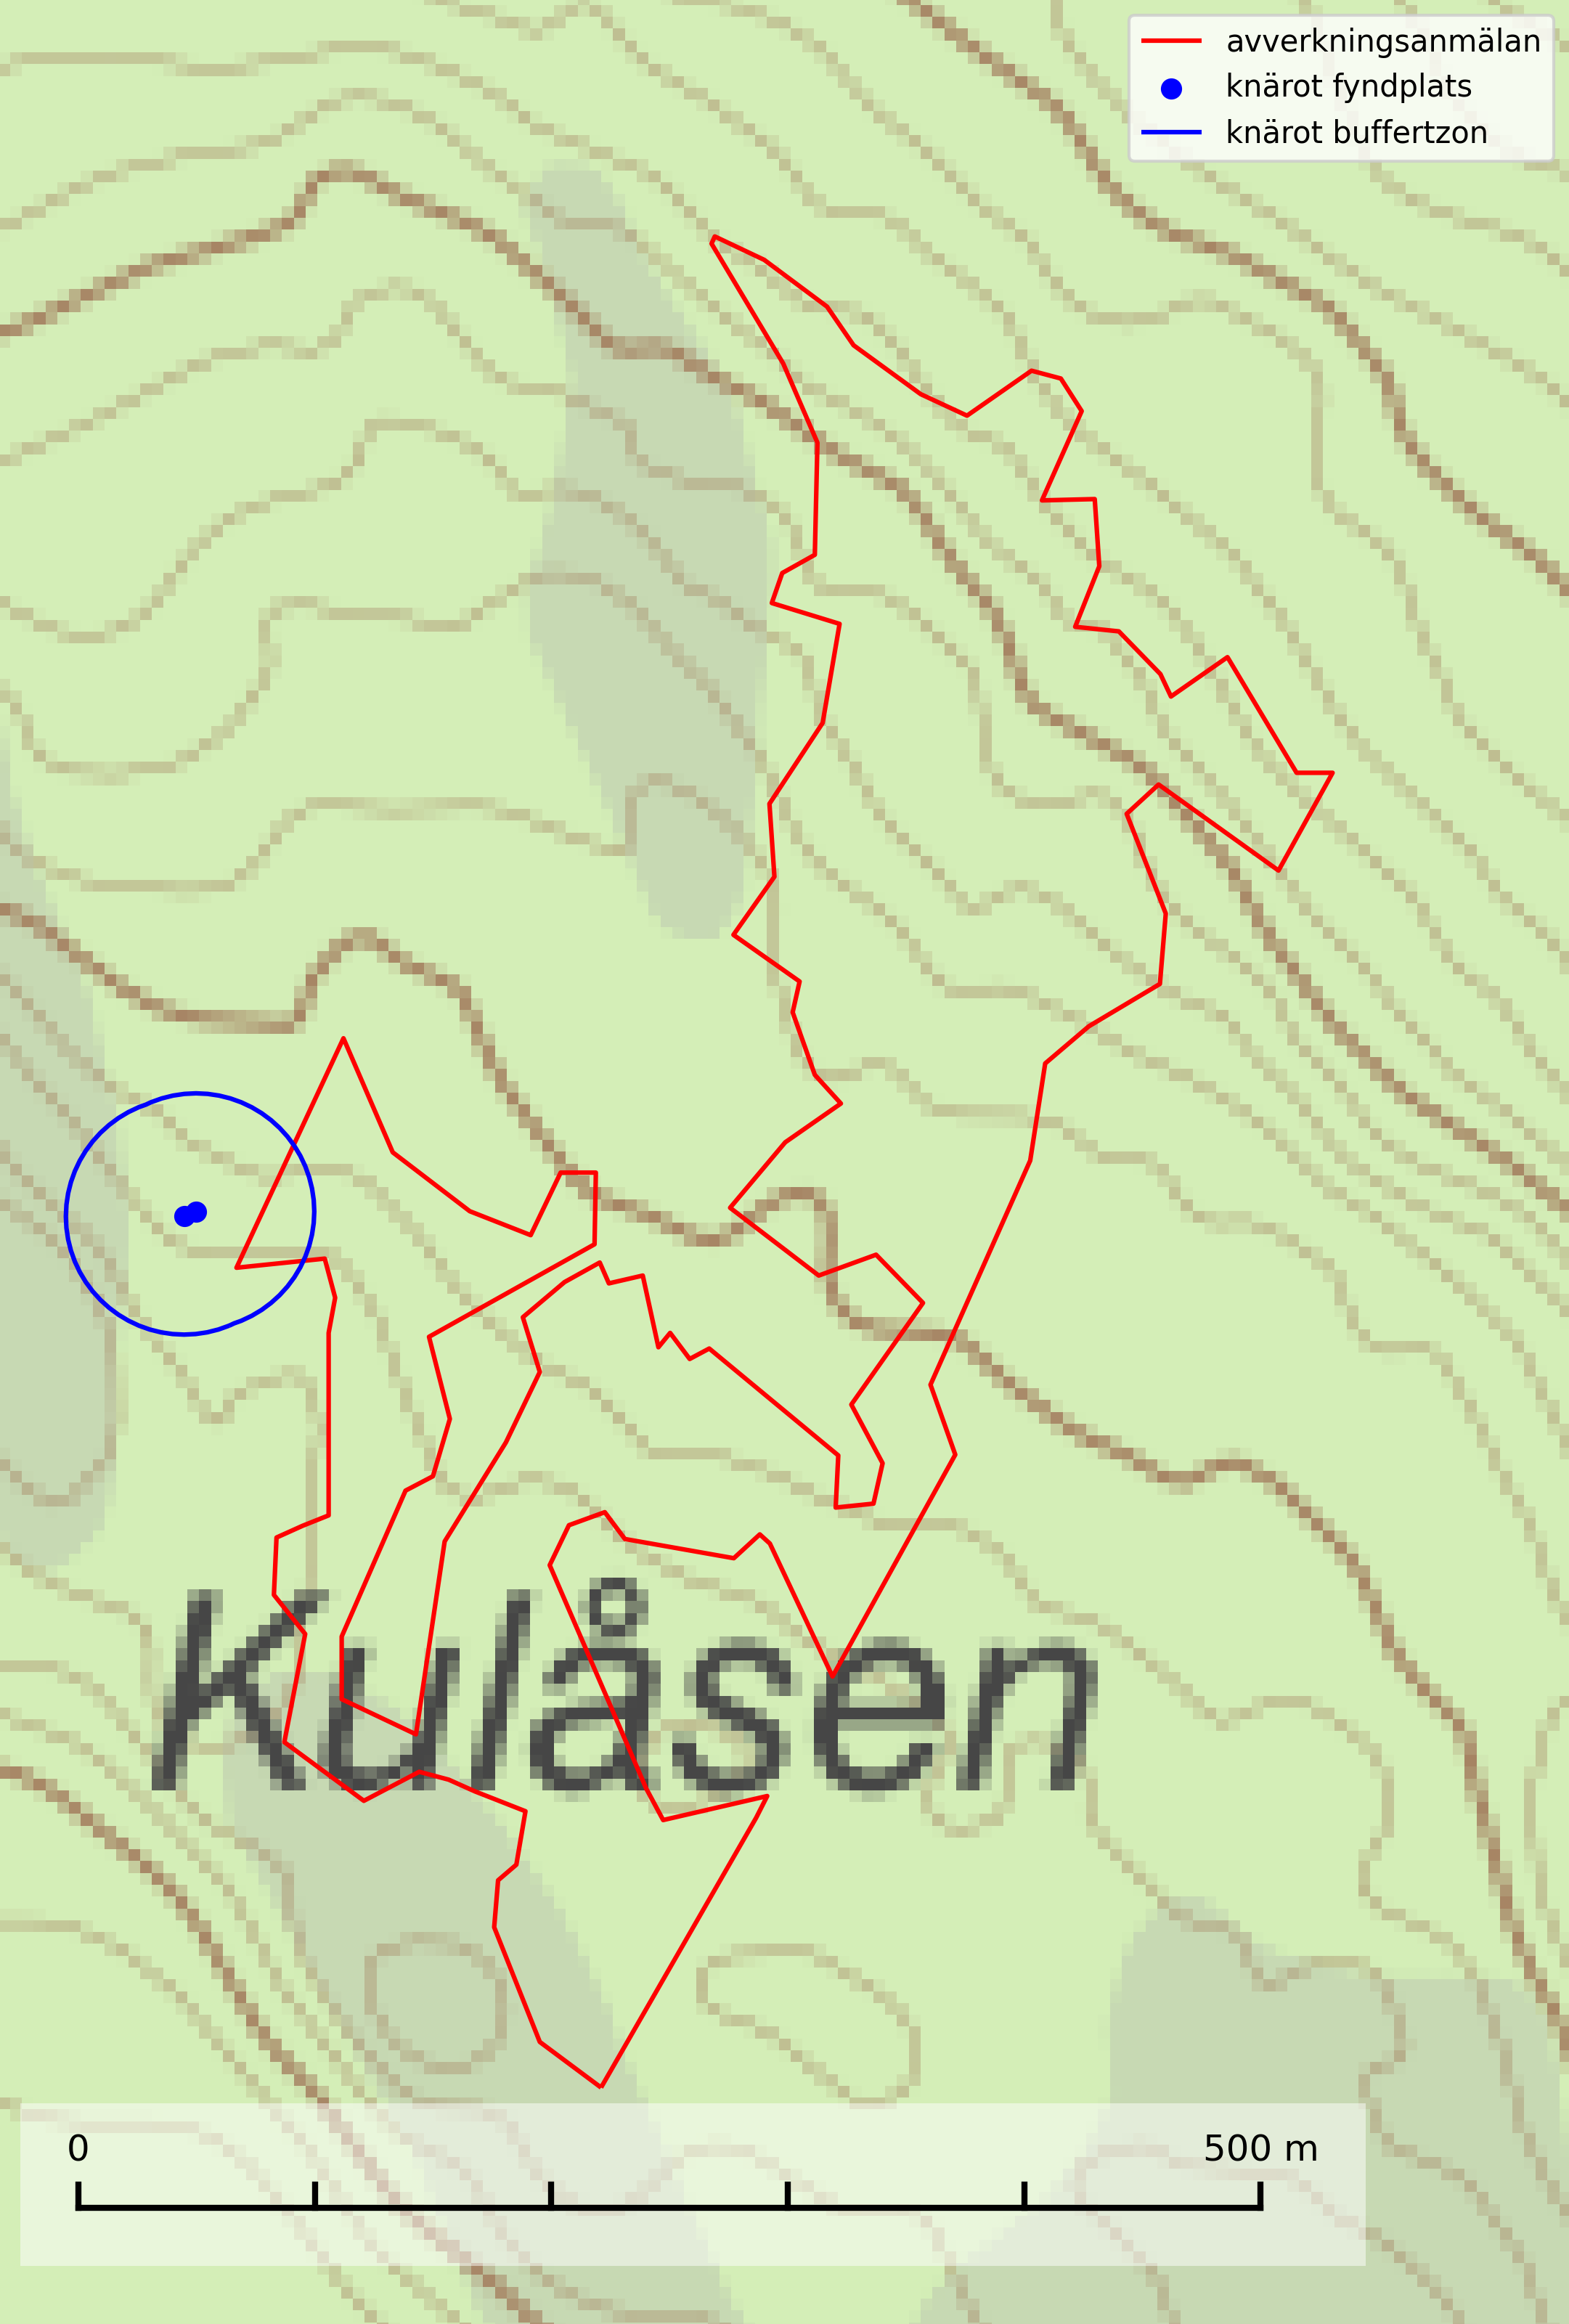 avverkningsanmälan
knärot fyndplats
knärot buffertzon
Kulåsen
0 500 m